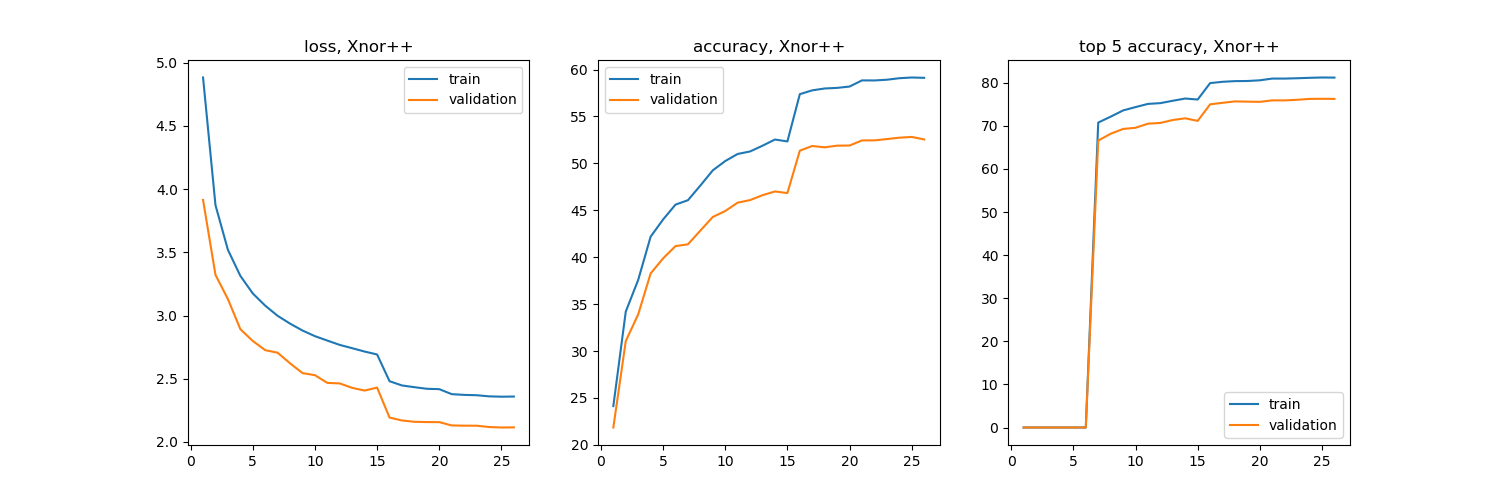 loss, Xnor++
5.0
4.5
4.0
3.5
3.0
2.5
2.0
0 5 10 15 20 25
train
validation
accuracy, Xnor++
60
55
50
45
40
35
30
25
20
0 5 10 15 20 25
train
validation
top 5 accuracy, Xnor++
80
70
60
50
40
30
20
10
0
0 5 10 15 20 25
train
validation